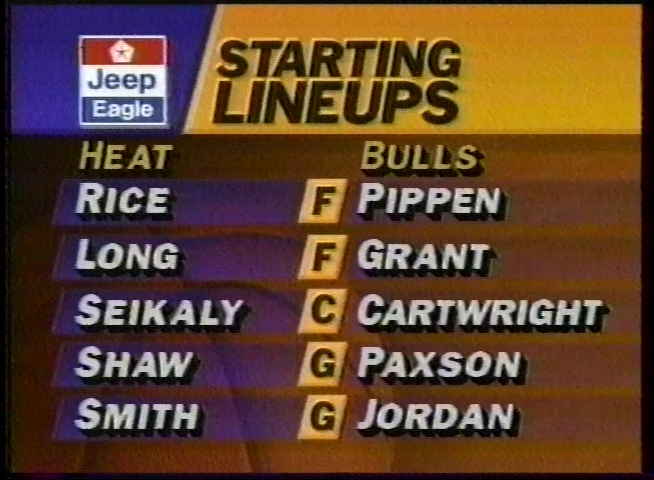 Jeep
Eagle
STARTING
LINEUPS
HEAT BULLS
RICE F PIPPEN
LONG F GRANT
SEIKALY C CARTWRIGHT
SHAW G PAXSON
SMITH G JORDAN